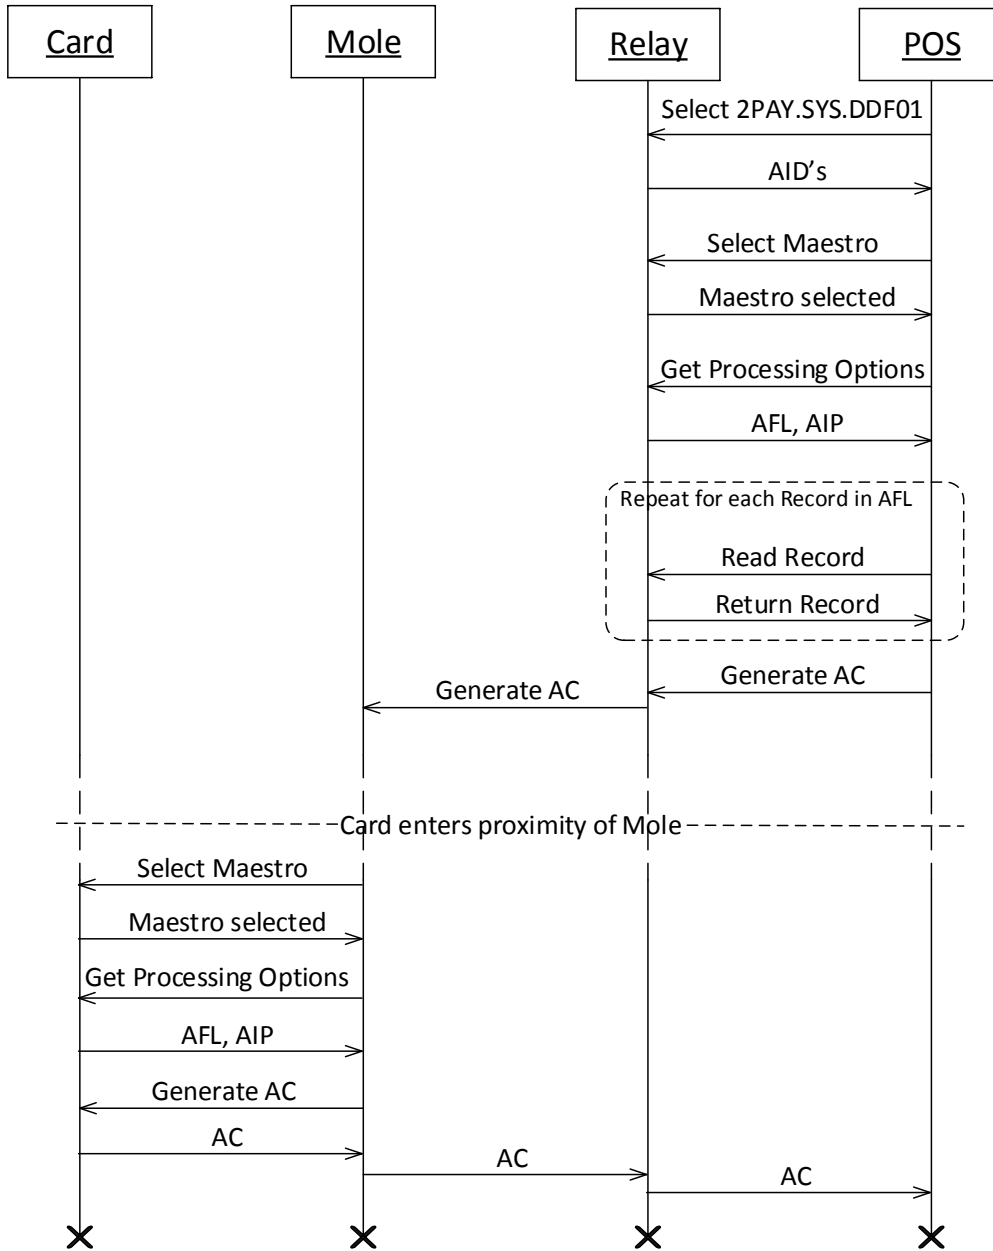 Card
Mole
Relay
POS
Select 2PAY.SYS.DDF01
AID's
Select Maestro
Maestro selected
Get Processing Options
AFL, AIP
Repeat for each Record in AFL
Read Record
Return Record
Generate AC
Generate AC
Card enters proximity of Mole
Select Maestro
Maestro selected
Get Processing Options
AFL, AIP
Generate AC
AC
AC
AC